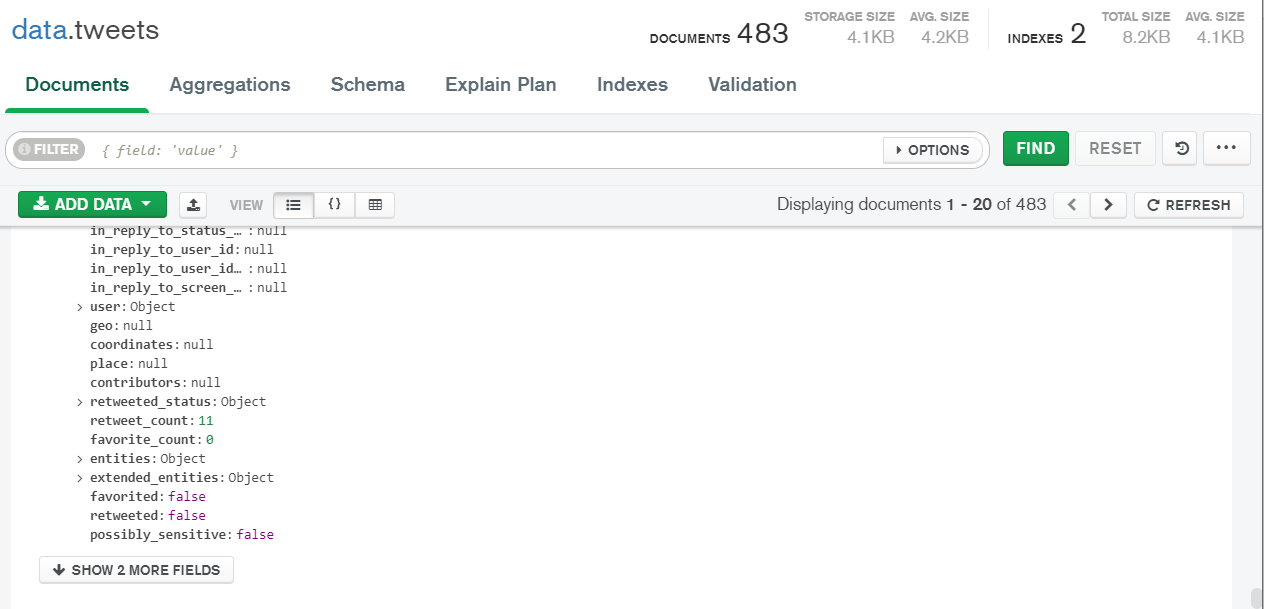 data.tweets
DOCUMENTS 483
STORAGE SIZE AVG. SIZE
4.1KB 4.2KB
INDEXES 2
TOTAL SIZE AVG. SIZE
8.2KB 4.1KB
Documents Aggregations Schema Explain Plan Indexes Validation
FILTER { field: 'value' } OPTIONS FIND RESET ...
ADD DATA VIEW {} Displaying documents 1 - 20 of 483 REFRESH
in_reply_to_status_… : null
in_reply_to_user_id: null
in_reply_to_user_id… : null
in_reply_to_screen_… : null
> user: Object
geo: null
coordinates: null
place: null
contributors: null
> retweeted_status: Object
retweet_count: 11
favorite_count: 0
> entities: Object
> extended_entities: Object
favorited: false
retweeted: false
possibly_sensitive: false
SHOW 2 MORE FIELDS